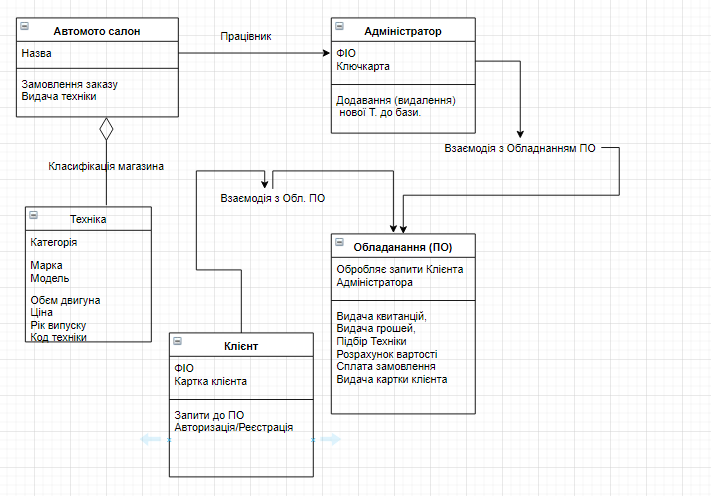 Автомото салон
Назва
Замовлення заказу
Видача техніки
Працівник
Адміністратор
ФІО
Ключкарта
Додавання (видалення)
нової Т. до бази.
Взаємодія з Обладнанням ПО
Класифікація магазина
Взаємодія з Обл. ПО
Техніка
Категорія
Марка
Модель
Обєм двигуна
Ціна
Рік випуску
Код техніки
Обладанання (ПО)
Обробляє запити Клієнта
Адміністратора
Видача квитанцій,
Видача грошей,
Підбір Техніки
Розрахунок вартості
Сплата замовлення
Видача картки клієнта
Клієнт
ФІО
Картка клієнта
Запити до ПО
Авторизація/Реєстрація